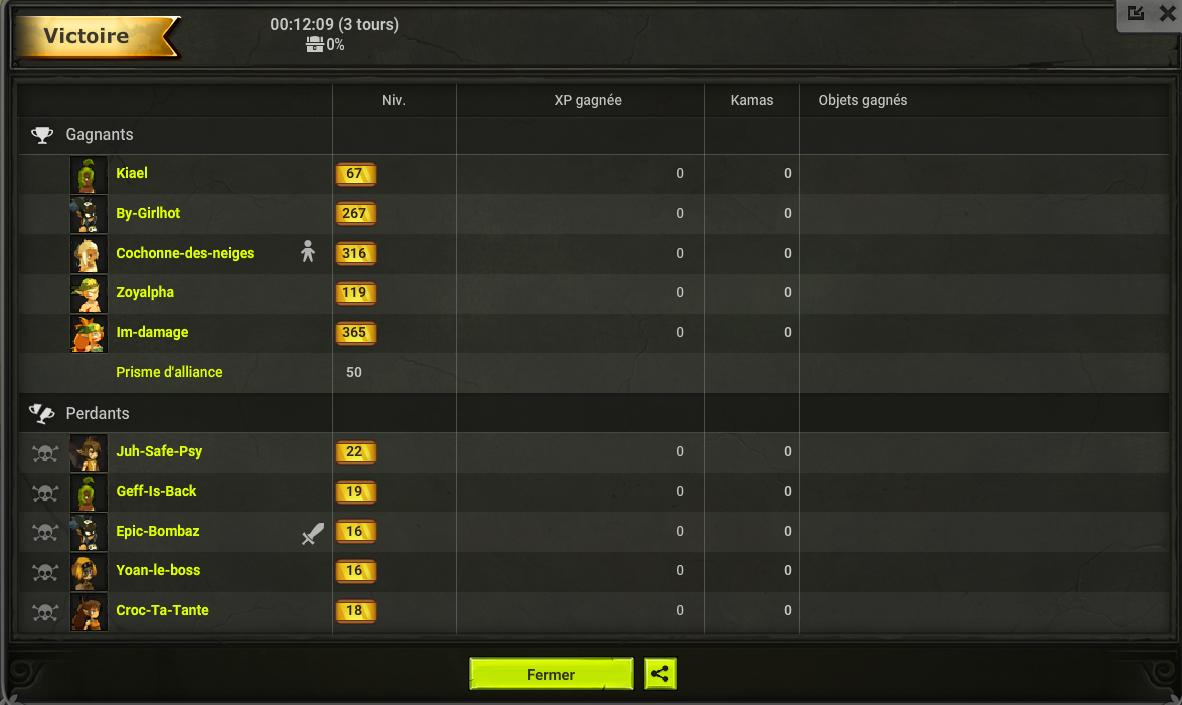 Victoire
00:12:09 (3 tours)
0%
Niv. XP gagnée Kamas Objets gagnés
Gagnants
Kiael 67 0 0
By-Girlhot 267 0 0
Cochonne-des-neiges 316 0 0
Zoyalpha 119 0 0
Im-damage 365 0 0
Prisme d'alliance 50
Perdants
Juh-Safe-Psy 22 0 0
Geff-Is-Back 19 0 0
Epic-Bombaz 16 0 0
Yoan-le-boss 16 0 0
Croc-Ta-Tante 18 0 0
Fermer